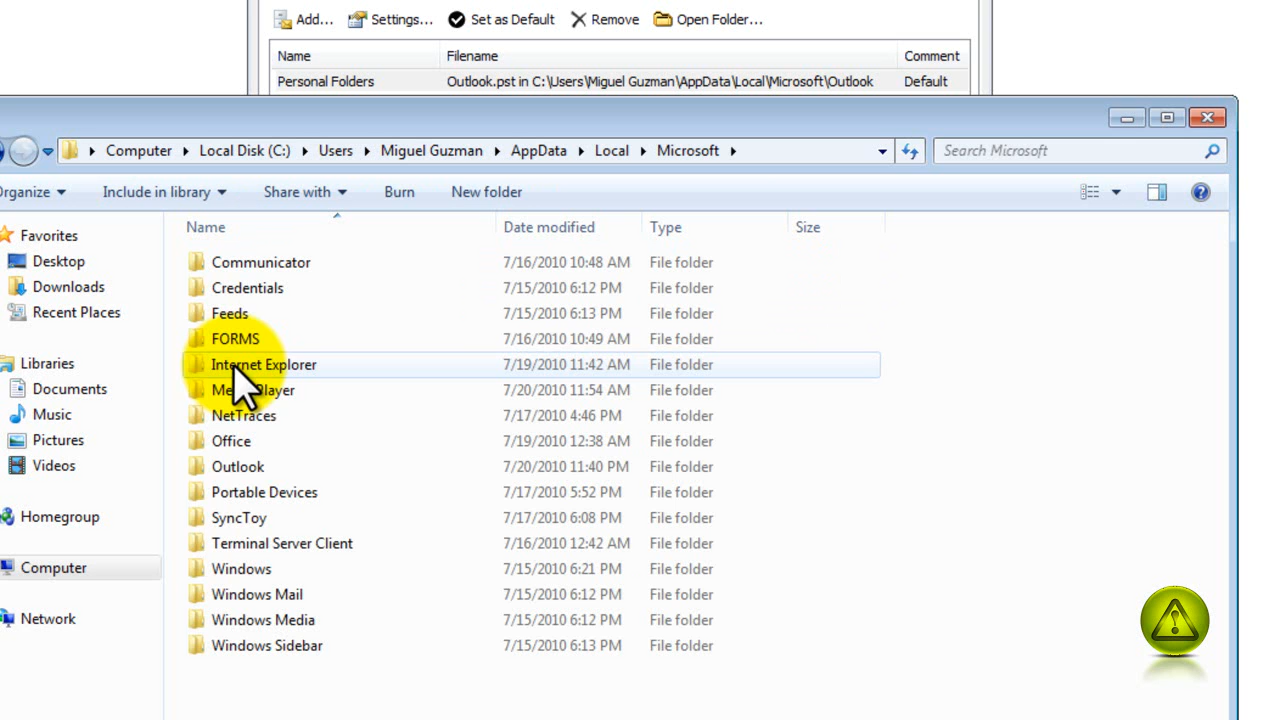 Add... Settings... Set as Default Remove Open Folder...
Name Filename Comment
Personal Folders Outlook.pst in C:\Users\Miguel Guzman\AppData\Local\Microsoft\Outlook Default
Computer Local Disk (C:) Users Miguel Guzman AppData Local Microsoft Search Microsoft
Organize Include in library Share with Burn New folder
Name Date modified Type Size
Favorites
Desktop
Downloads
Recent Places
Libraries
Documents
Music
Pictures
Videos
Homegroup
Computer
Network
Communicator 7/16/2010 10:48 AM File folder
Credentials 7/15/2010 6:12 PM File folder
Feeds 7/15/2010 6:13 PM File folder
FORMS 7/16/2010 10:49 AM File folder
Internet Explorer 7/19/2010 11:42 AM File folder
Media Player 7/20/2010 11:54 AM File folder
NetTraces 7/17/2010 4:46 PM File folder
Office 7/19/2010 12:38 AM File folder
Outlook 7/20/2010 11:40 PM File folder
Portable Devices 7/17/2010 5:52 PM File folder
SyncToy 7/17/2010 6:08 PM File folder
Terminal Server Client 7/16/2010 12:42 AM File folder
Windows 7/15/2010 6:21 PM File folder
Windows Mail 7/15/2010 6:12 PM File folder
Windows Media 7/15/2010 6:12 PM File folder
Windows Sidebar 7/15/2010 6:13 PM File folder